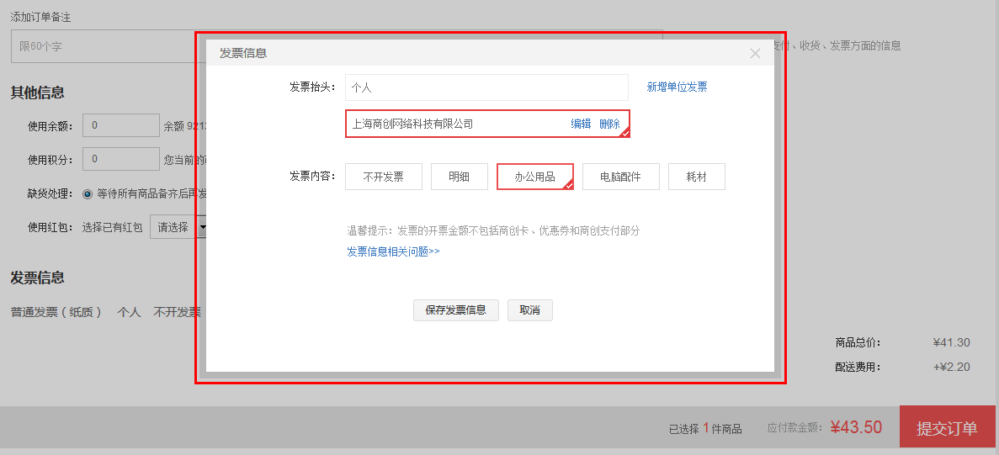 添加订单备注
限60个字
支付、收货、发票方面的信息
其他信息
使用余额： 0 余额 9213
使用积分： 0 您当前的
缺货处理： 等待所有商品备齐后再发
使用红包： 选择已有红包 请选择
发票信息
普通发票（纸质） 个人 不开发票
发票信息
发票抬头： 个人 新增单位发票
上海商创网络科技有限公司 编辑 删除
发票内容： 不开发票 明细 办公用品 电脑配件 耗材
温馨提示：发票的开票金额不包括商创卡、优惠券和商创支付部分
发票信息相关问题>>
保存发票信息 取消
商品总价： ¥41.30
配送费用： +¥2.20
已选择 1 件商品 应付款金额： ¥43.50 提交订单